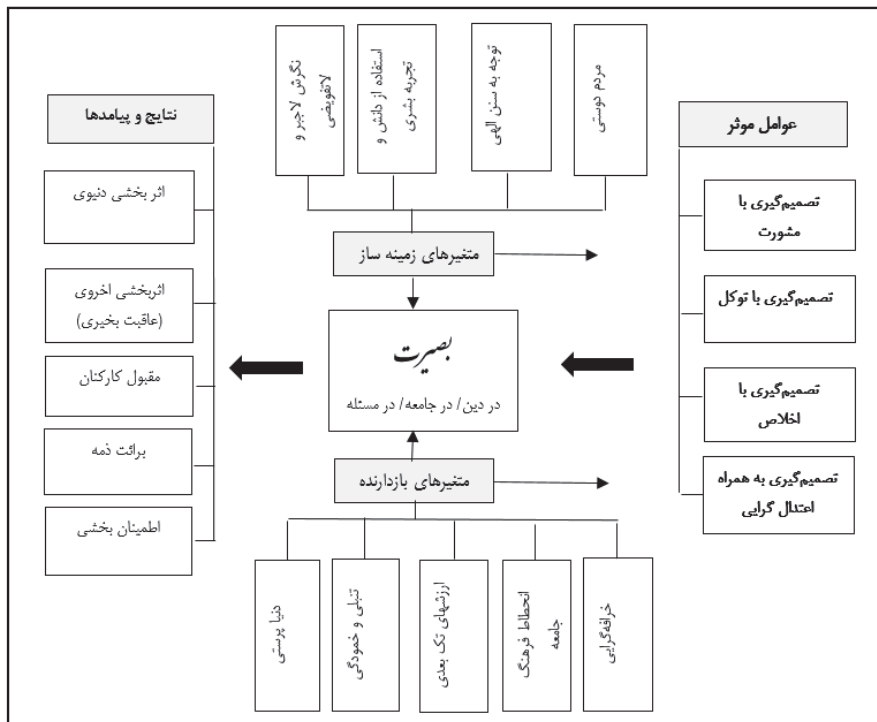 عوامل موثر
تصمیم‌گیری با
مشورت
تصمیم‌گیری با توکل
تصمیم‌گیری با
اخلاص
تصمیم‌گیری به همراه
اعتدال گرایی
مردم دوستی
توجه به سنن الهی
استفاده از دانش و
تجربه بشری
نگرش لاجبر و
لاتفویضی
متغیرهای زمینه ساز
بصیرت
در دین/ در جامعه/ در مسئله
متغیرهای بازدارنده
خرافه‌گرایی
انحطاط فرهنگ
جامعه
ارزشهای تک بعدی
تنبلی و خمودگی
دنیا پرستی
نتایج و پیامدها
اثر بخشی دنیوی
اثربخشی اخروی
(عاقبت بخیری)
مقبول کارکنان
برائت ذمه
اطمینان بخشی